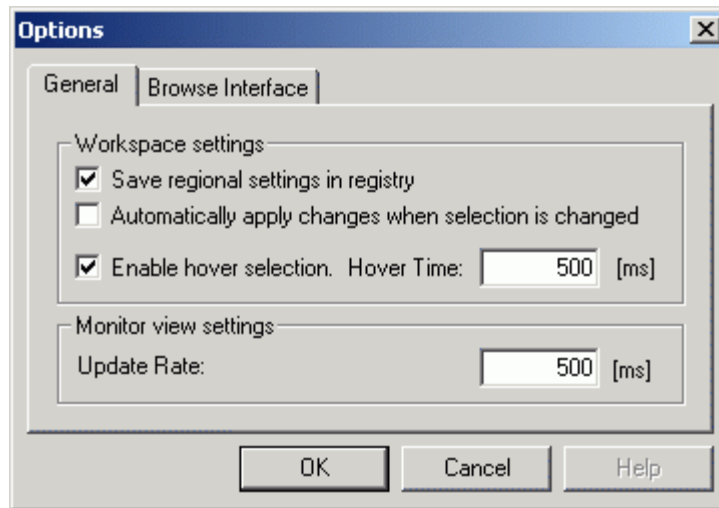 Options
General Browse Interface
Workspace settings
Save regional settings in registry
Automatically apply changes when selection is changed
Enable hover selection. Hover Time: 500 [ms]
Monitor view settings
Update Rate: 500 [ms]
OK Cancel Help